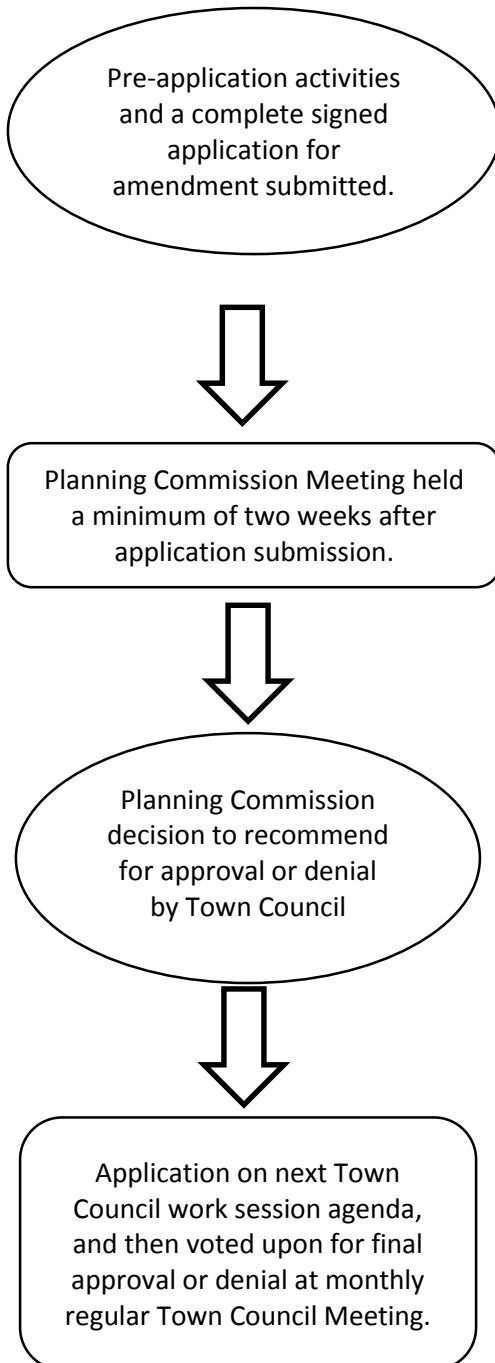 Pre-application activities
and a complete signed
application for
amendment submitted.
Planning Commission Meeting held
a minimum of two weeks after
application submission.
Planning Commission
decision to recommend
for approval or denial
by Town Council
Application on next Town
Council work session agenda,
and then voted upon for final
approval or denial at monthly
regular Town Council Meeting.